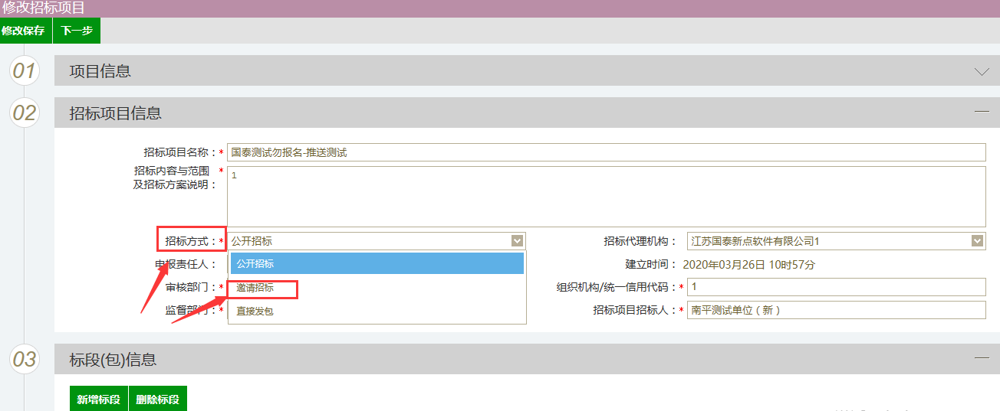 修改招标项目
修改保存 下一步
01 项目信息
02 招标项目信息
招标项目名称：* 国泰测试勿报名-推送测试
招标内容与范围 * 1
及招标方案说明：
招标方式：* 公开招标 招标代理机构： 江苏国泰新点软件有限公司1
申报责任人： 公开招标 建立时间： 2020年03月26日 10时57分
审核部门：* 邀请招标 组织机构/统一信用代码：* 1
监督部门：* 直接发包 招标项目招标人：* 南平测试单位（新）
03 标段(包)信息
新增标段 删除标段